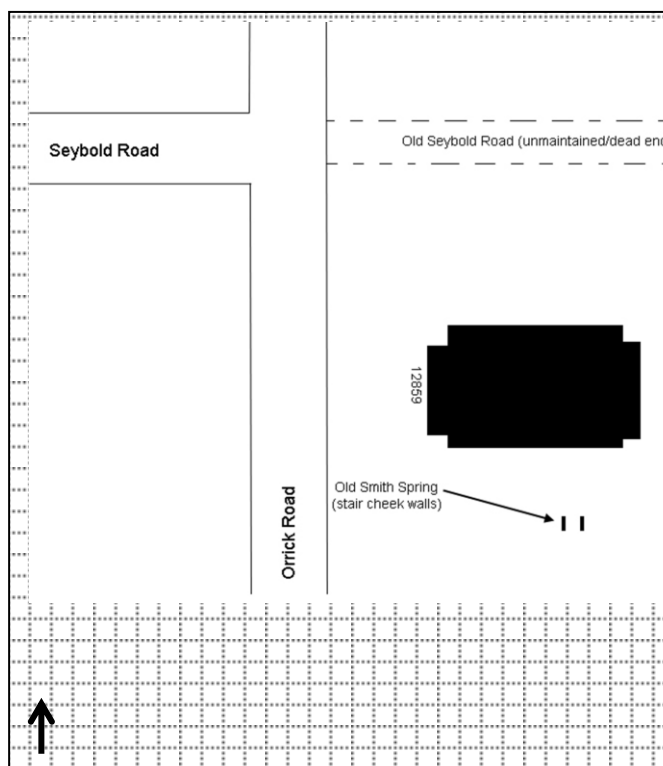 Seybold Road
Old Seybold Road (unmaintained/dead end
12859
Old Smith Spring
(stair cheek walls)
Orrick Road